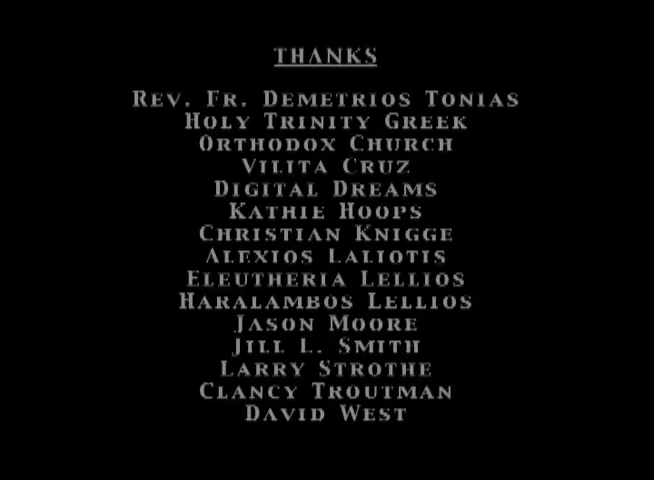 THANKS
REV. FR. DEMETRIOS TONIAS
HOLY TRINITY GREEK
ORTHODOX CHURCH
VILITA CRUZ
DIGITAL DREAMS
KATHIE HOOPS
CHRISTIAN KNIGGE
ALEXIOS LALIOTIS
ELEUTHERIA LELLIOS
HARALAMBOS LELLIOS
JASON MOORE
JILL L. SMITH
LARRY STROTHE
CLANCY TROUTMAN
DAVID WEST